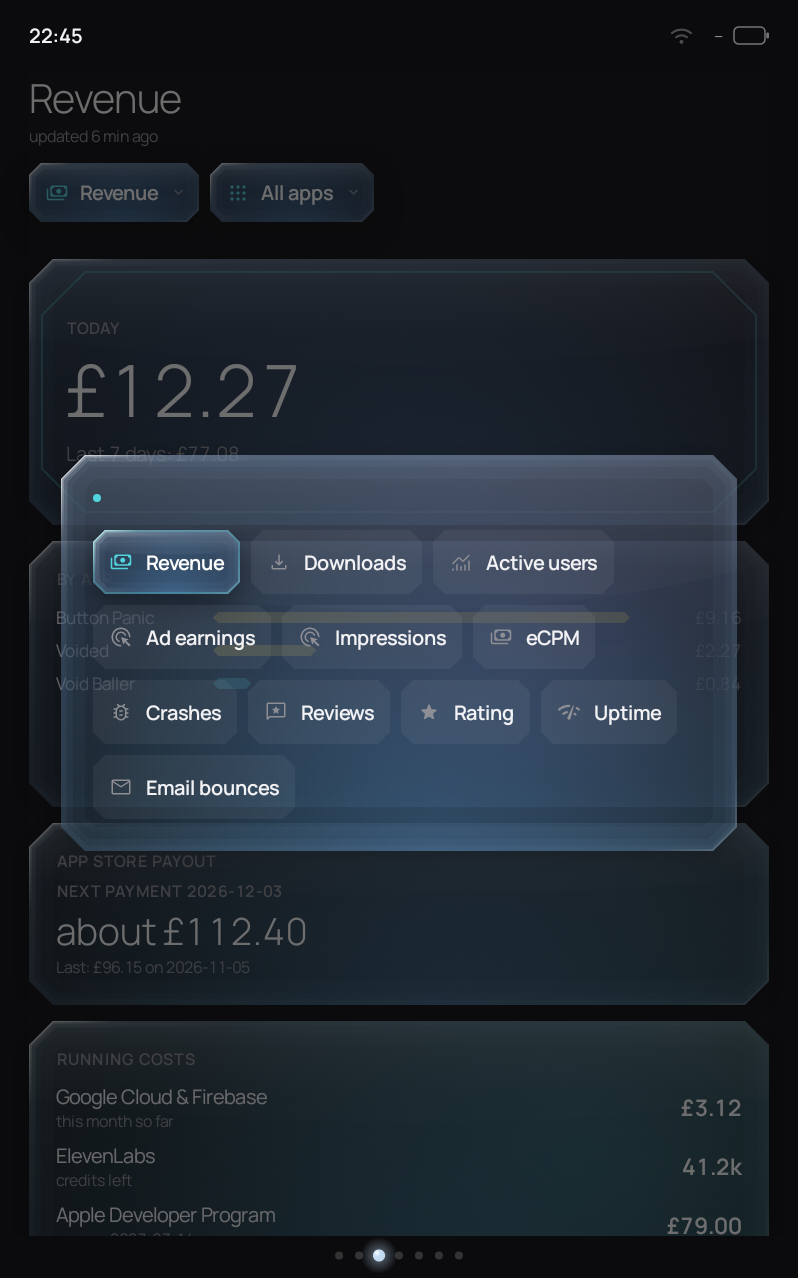 22:45
Revenue
updated 6 min ago
Revenue
All apps
TODAY
£12.27
Last 7 days: £77.08
Revenue
Downloads
Active users
Button Panic £9.16
Ad earnings
Impressions
eCPM
Voided £2.27
Void Baller £0.84
Crashes
Reviews
Rating
Uptime
Email bounces
APP STORE PAYOUT
NEXT PAYMENT 2026-12-03
about £112.40
Last: £96.15 on 2026-11-05
RUNNING COSTS
Google Cloud & Firebase
£3.12
this month so far
ElevenLabs
41.2k
credits left
Apple Developer Program
£79.00